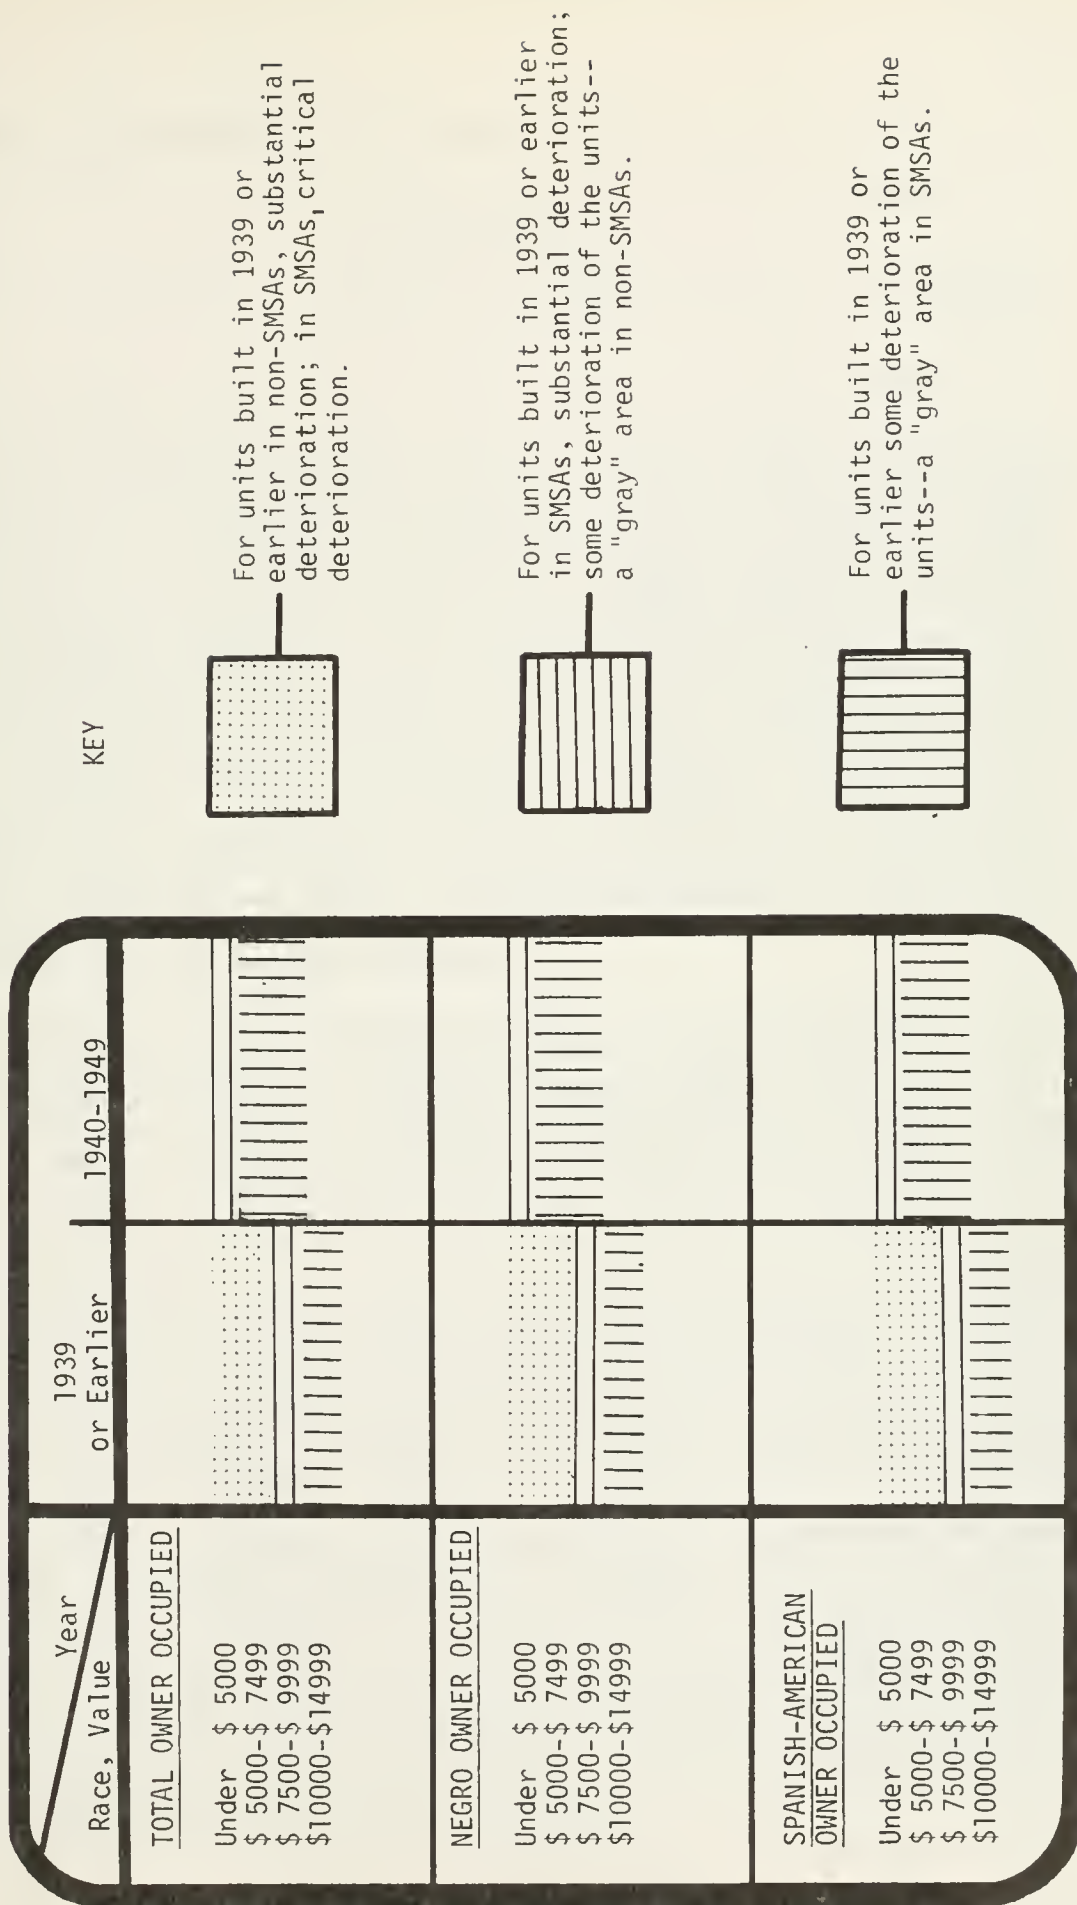 Year
Race, Value
1939
or Earlier
1940-1949
TOTAL OWNER OCCUPIED
Under $ 5000
$ 5000-$ 7499
$ 7500-$ 9999
$10000-$14999
NEGRO OWNER OCCUPIED
Under $ 5000
$ 5000-$ 7499
$ 7500-$ 9999
$10000-$14999
SPANISH-AMERICAN
OWNER OCCUPIED
Under $ 5000
$ 5000-$ 7499
$ 7500-$ 9999
$10000-$14999
KEY
For units built in 1939 or
earlier in non-SMSAs, substantial
deterioration; in SMSAs, critical
deterioration.
For units built in 1939 or earlier
in SMSAs, substantial deterioration;
some deterioration of the units--
a "gray" area in non-SMSAs.
For units built in 1939 or
earlier some deterioration of the
units--a "gray" area in SMSAs.